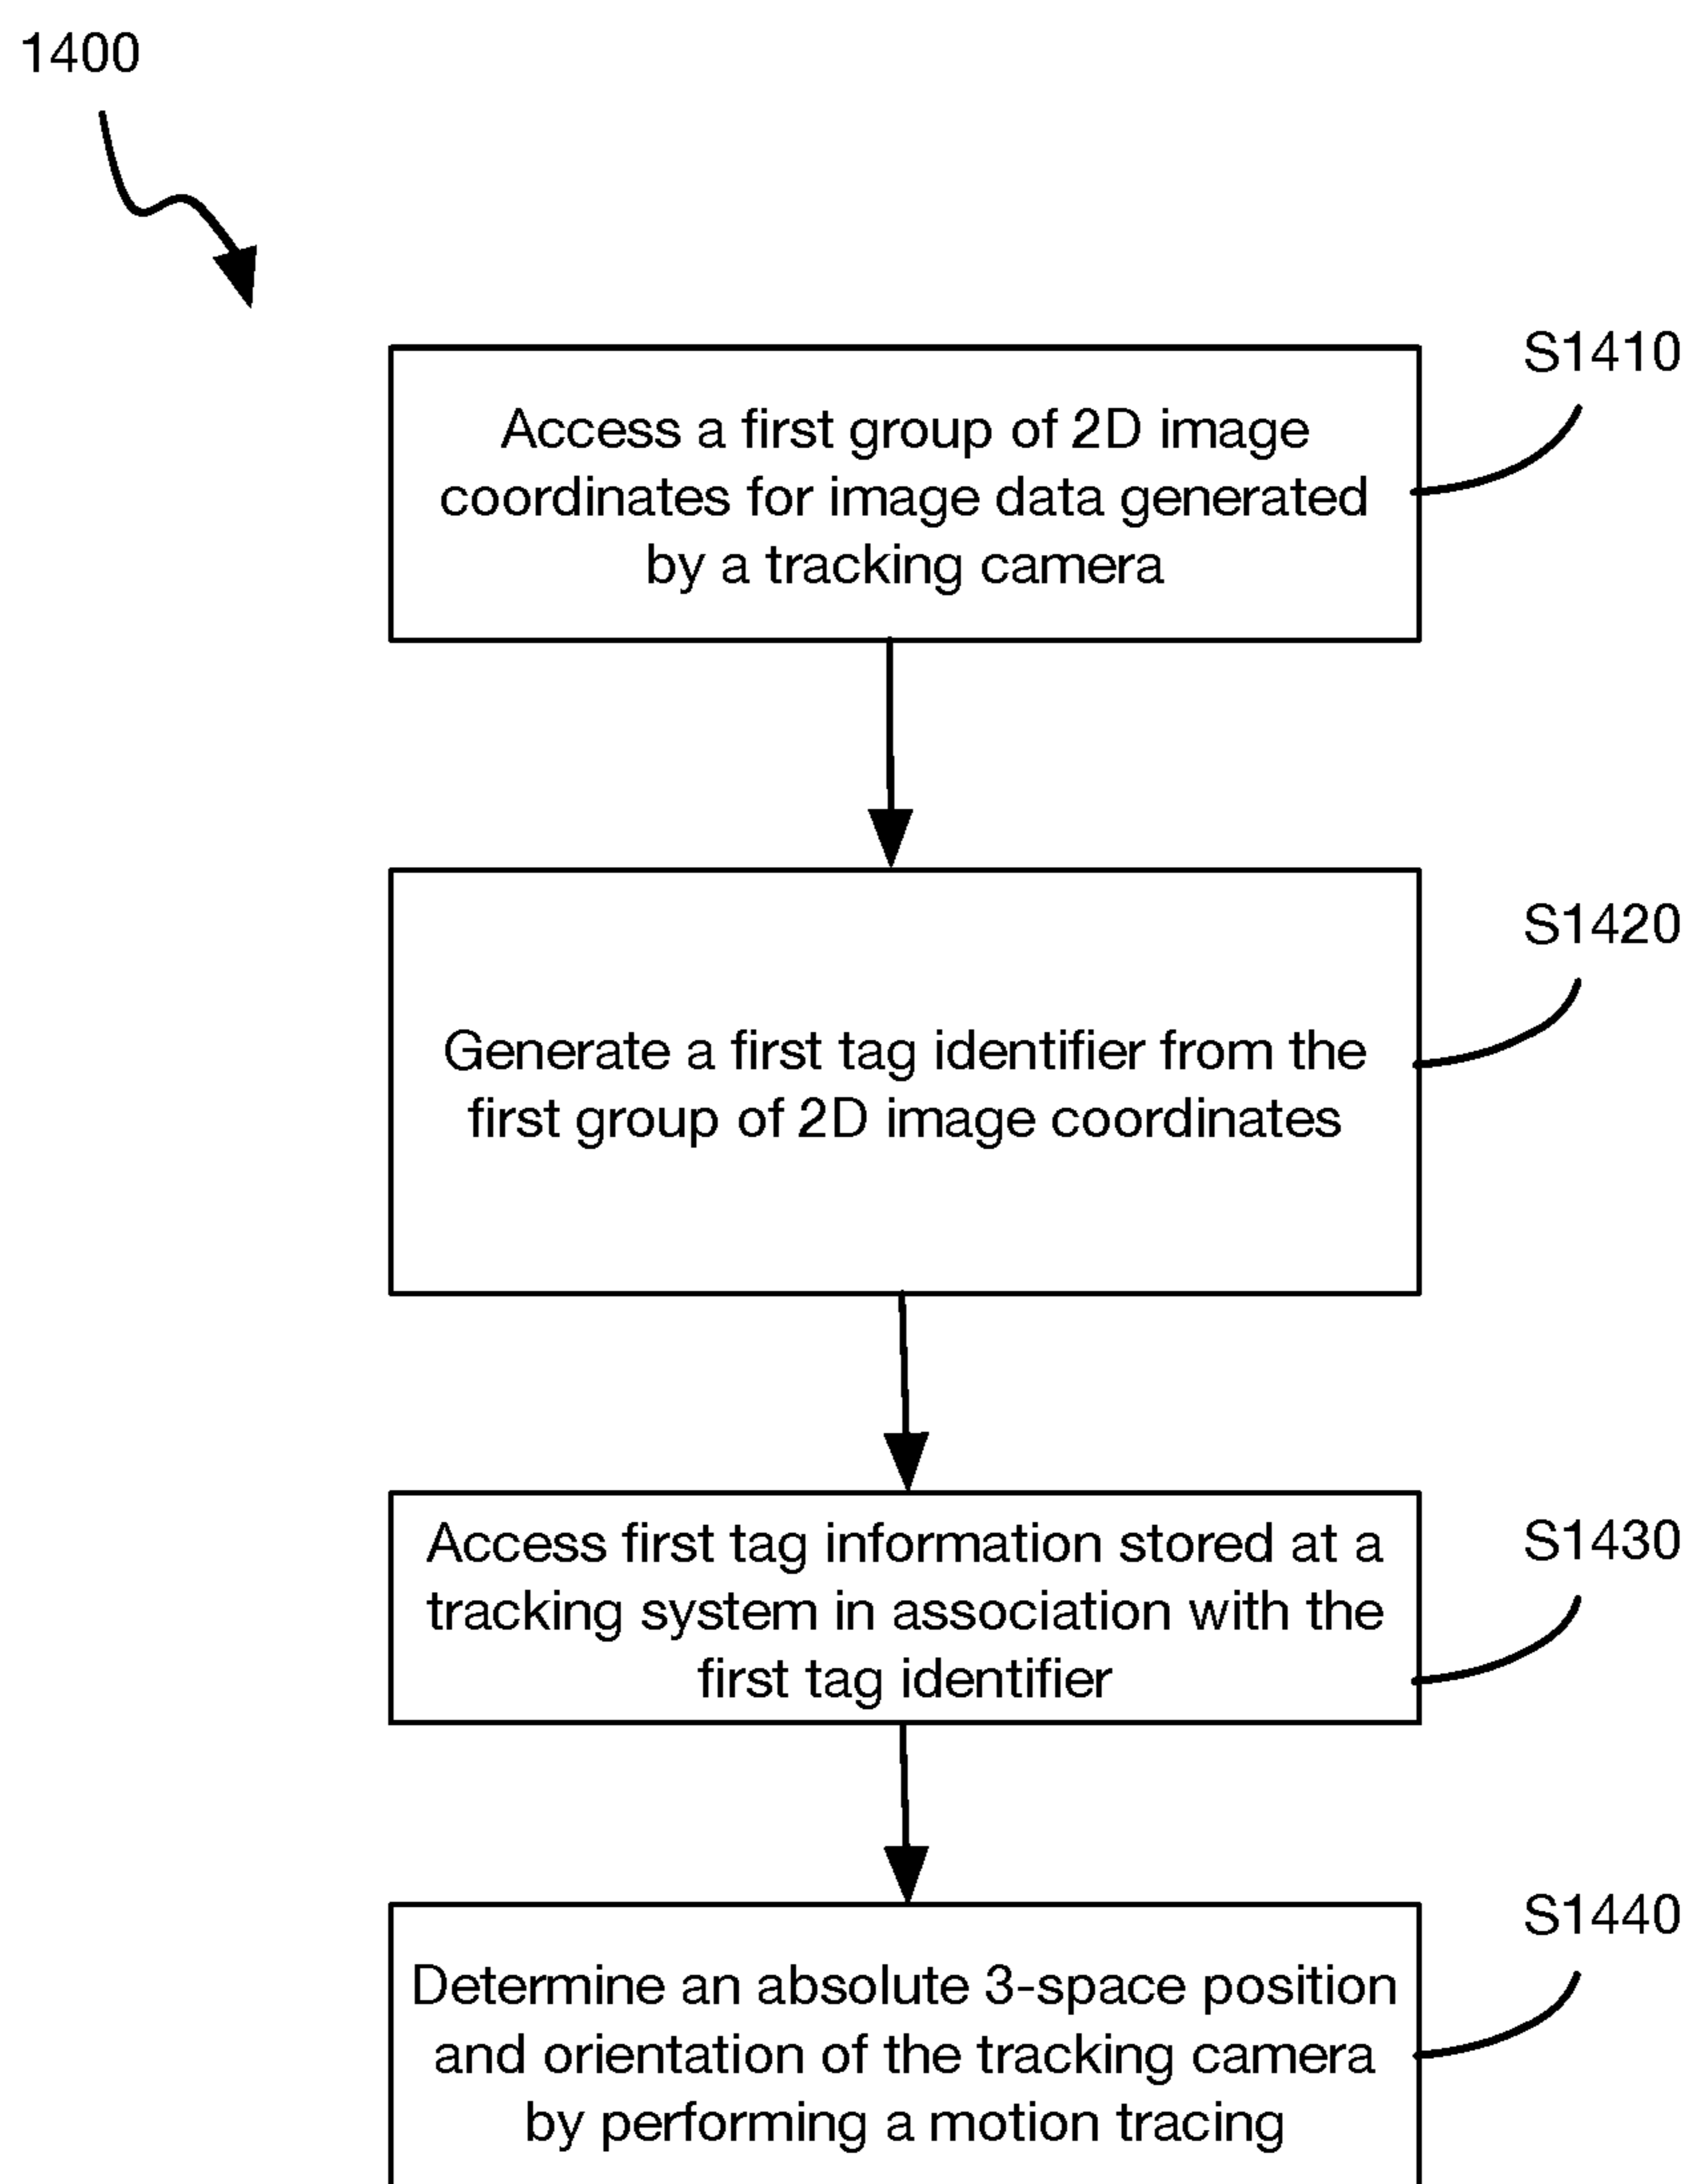 1400
S1410
Access a first group of 2D image
coordinates for image data generated
by a tracking camera
S1420
Generate a first tag identifier from the
first group of 2D image coordinates
S1430
Access first tag information stored at a
tracking system in association with the
first tag identifier
S1440
Determine an absolute 3-space position
and orientation of the tracking camera
by performing a motion tracing